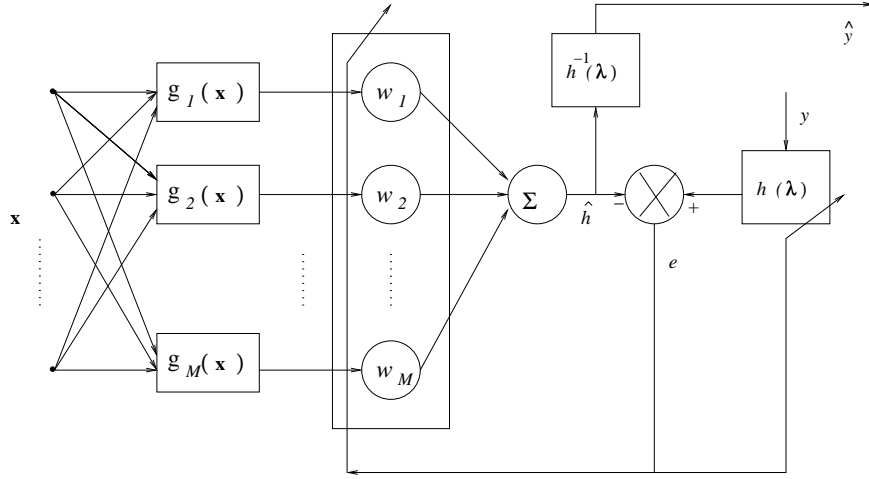 ŷ
h⁻¹(λ)
g₁(x)
w₁
y
g₂(x)
w₂
Σ
ĥ
−
+
h(λ)
x
e
g_M(x)
w_M